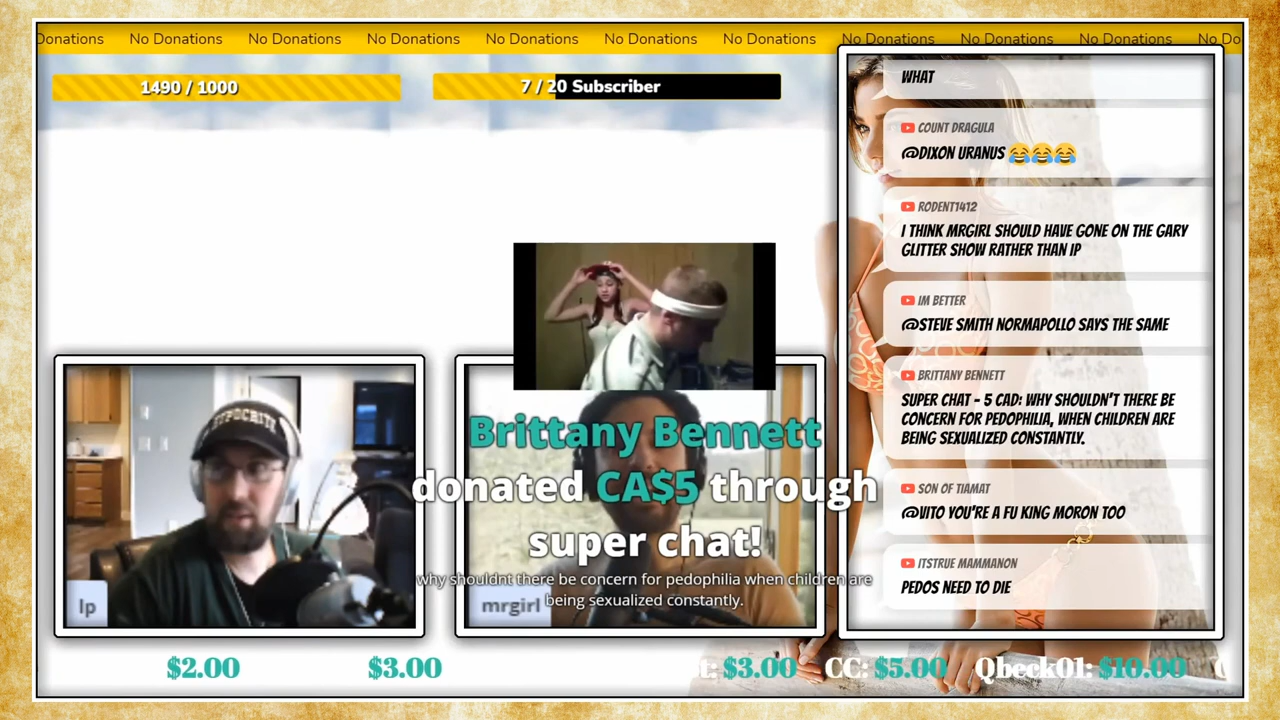 Donations No Donations No Donations No Donations No Donations No Donations No Donations No Donations No Donations No Donations No Do
1490 / 1000
7 / 20 Subscriber
WHAT
COUNT DRAGULA
@DIXON URANUS 😂😂😂
RODENT1412
I THINK MRGIRL SHOULD HAVE GONE ON THE GARY
GLITTER SHOW RATHER THAN IP
IM BETTER
@STEVE SMITH NORMAPOLLO SAYS THE SAME
BRITTANY BENNETT
SUPER CHAT - 5 CAD: WHY SHOULDN'T THERE BE
CONCERN FOR PEDOPHILIA, WHEN CHILDREN ARE
BEING SEXUALIZED CONSTANTLY.
SON OF TIAMAT
@VITO YOU'RE A FU KING MORON TOO
ITSTRUE MAMMANON
PEDOS NEED TO DIE
HYPOCRITE
lp
Brittany Bennett
donated CA$5 through
super chat!
why shouldnt there be concern for pedophilia when children are
being sexualized constantly.
mrgirl
$2.00 $3.00 t: $3.00 CC: $5.00 Qbeck01: $10.00